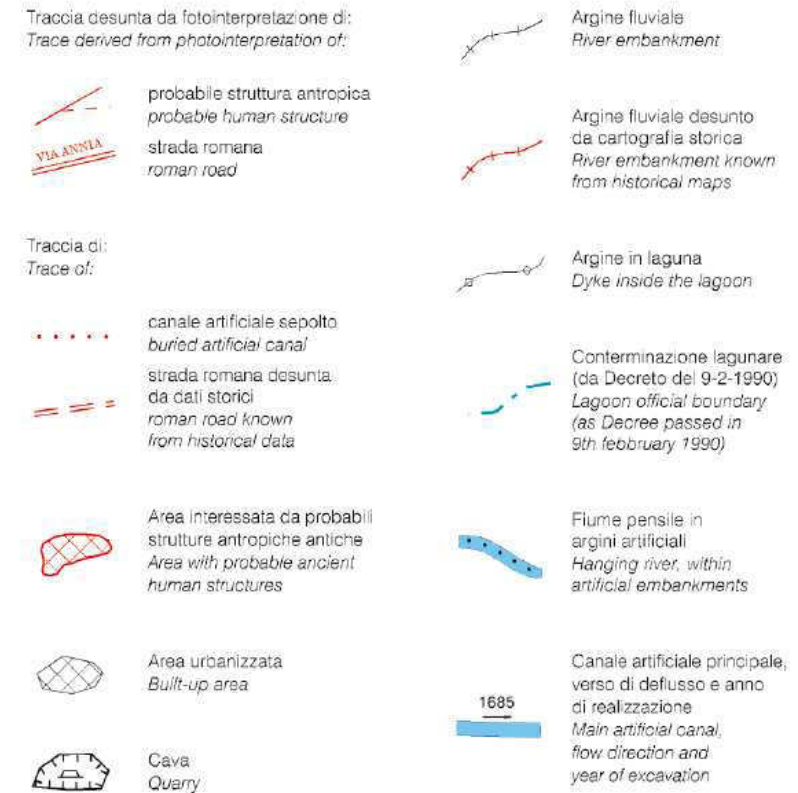 Traccia desunta da fotointerpretazione di:
Trace derived from photointerpretation of:
probabile struttura antropica
probable human structure
VIA ANNIA
strada romana
roman road
Traccia di:
Trace of:
canale artificiale sepolto
buried artificial canal
strada romana desunta
da dati storici
roman road known
from historical data
Area interessata da probabili
strutture antropiche antiche
Area with probable ancient
human structures
Area urbanizzata
Built-up area
Cava
Quarry
Argine fluviale
River embankment
Argine fluviale desunto
da cartografia storica
River embankment known
from historical maps
Argine in laguna
Dyke inside the lagoon
Conterminazione lagunare
(da Decreto del 9-2-1990)
Lagoon official boundary
(as Decree passed in
9th febbruary 1990)
Fiume pensile in
argini artificiali
Hanging river, within
artificial embankments
1685
Canale artificiale principale,
verso di deflusso e anno
di realizzazione
Main artificial canal,
flow direction and
year of excavation